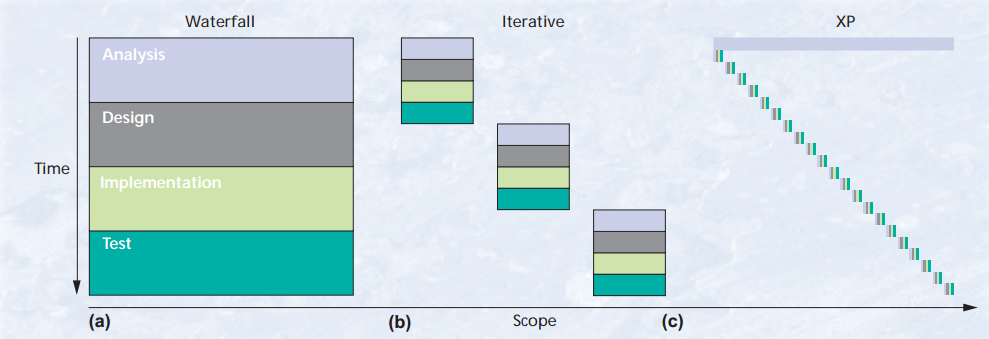 Waterfall
Iterative
XP
Analysis
Design
Time
Implementation
Test
(a)
(b)
Scope
(c)